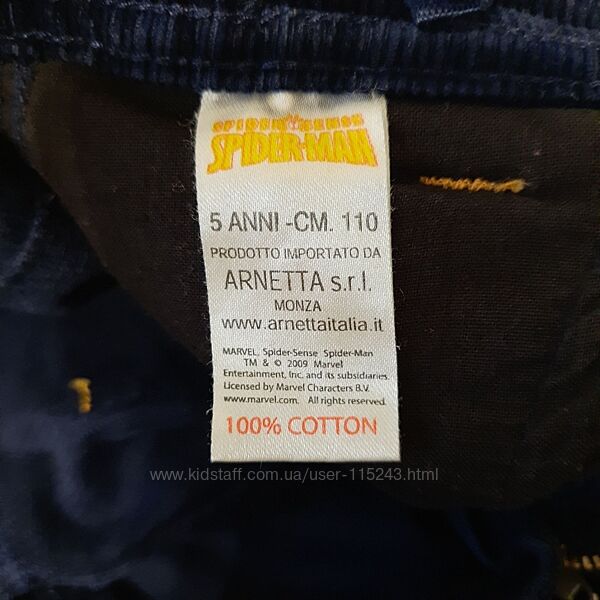 SPIDER SENSE
SPIDER-MAN
5 ANNI -CM. 110
PRODOTTO IMPORTATO DA
ARNETTA s.r.l.
MONZA
www.arnettaitalia.it
MARVEL, Spider-Sense Spider-Man
TM & © 2009 Marvel
Entertainment, Inc. and its subsidiaries.
Licensed by Marvel Characters B.V.
www.marvel.com. All rights reserved.
100% COTTON
www.kidstaff.com.ua/user-115243.html